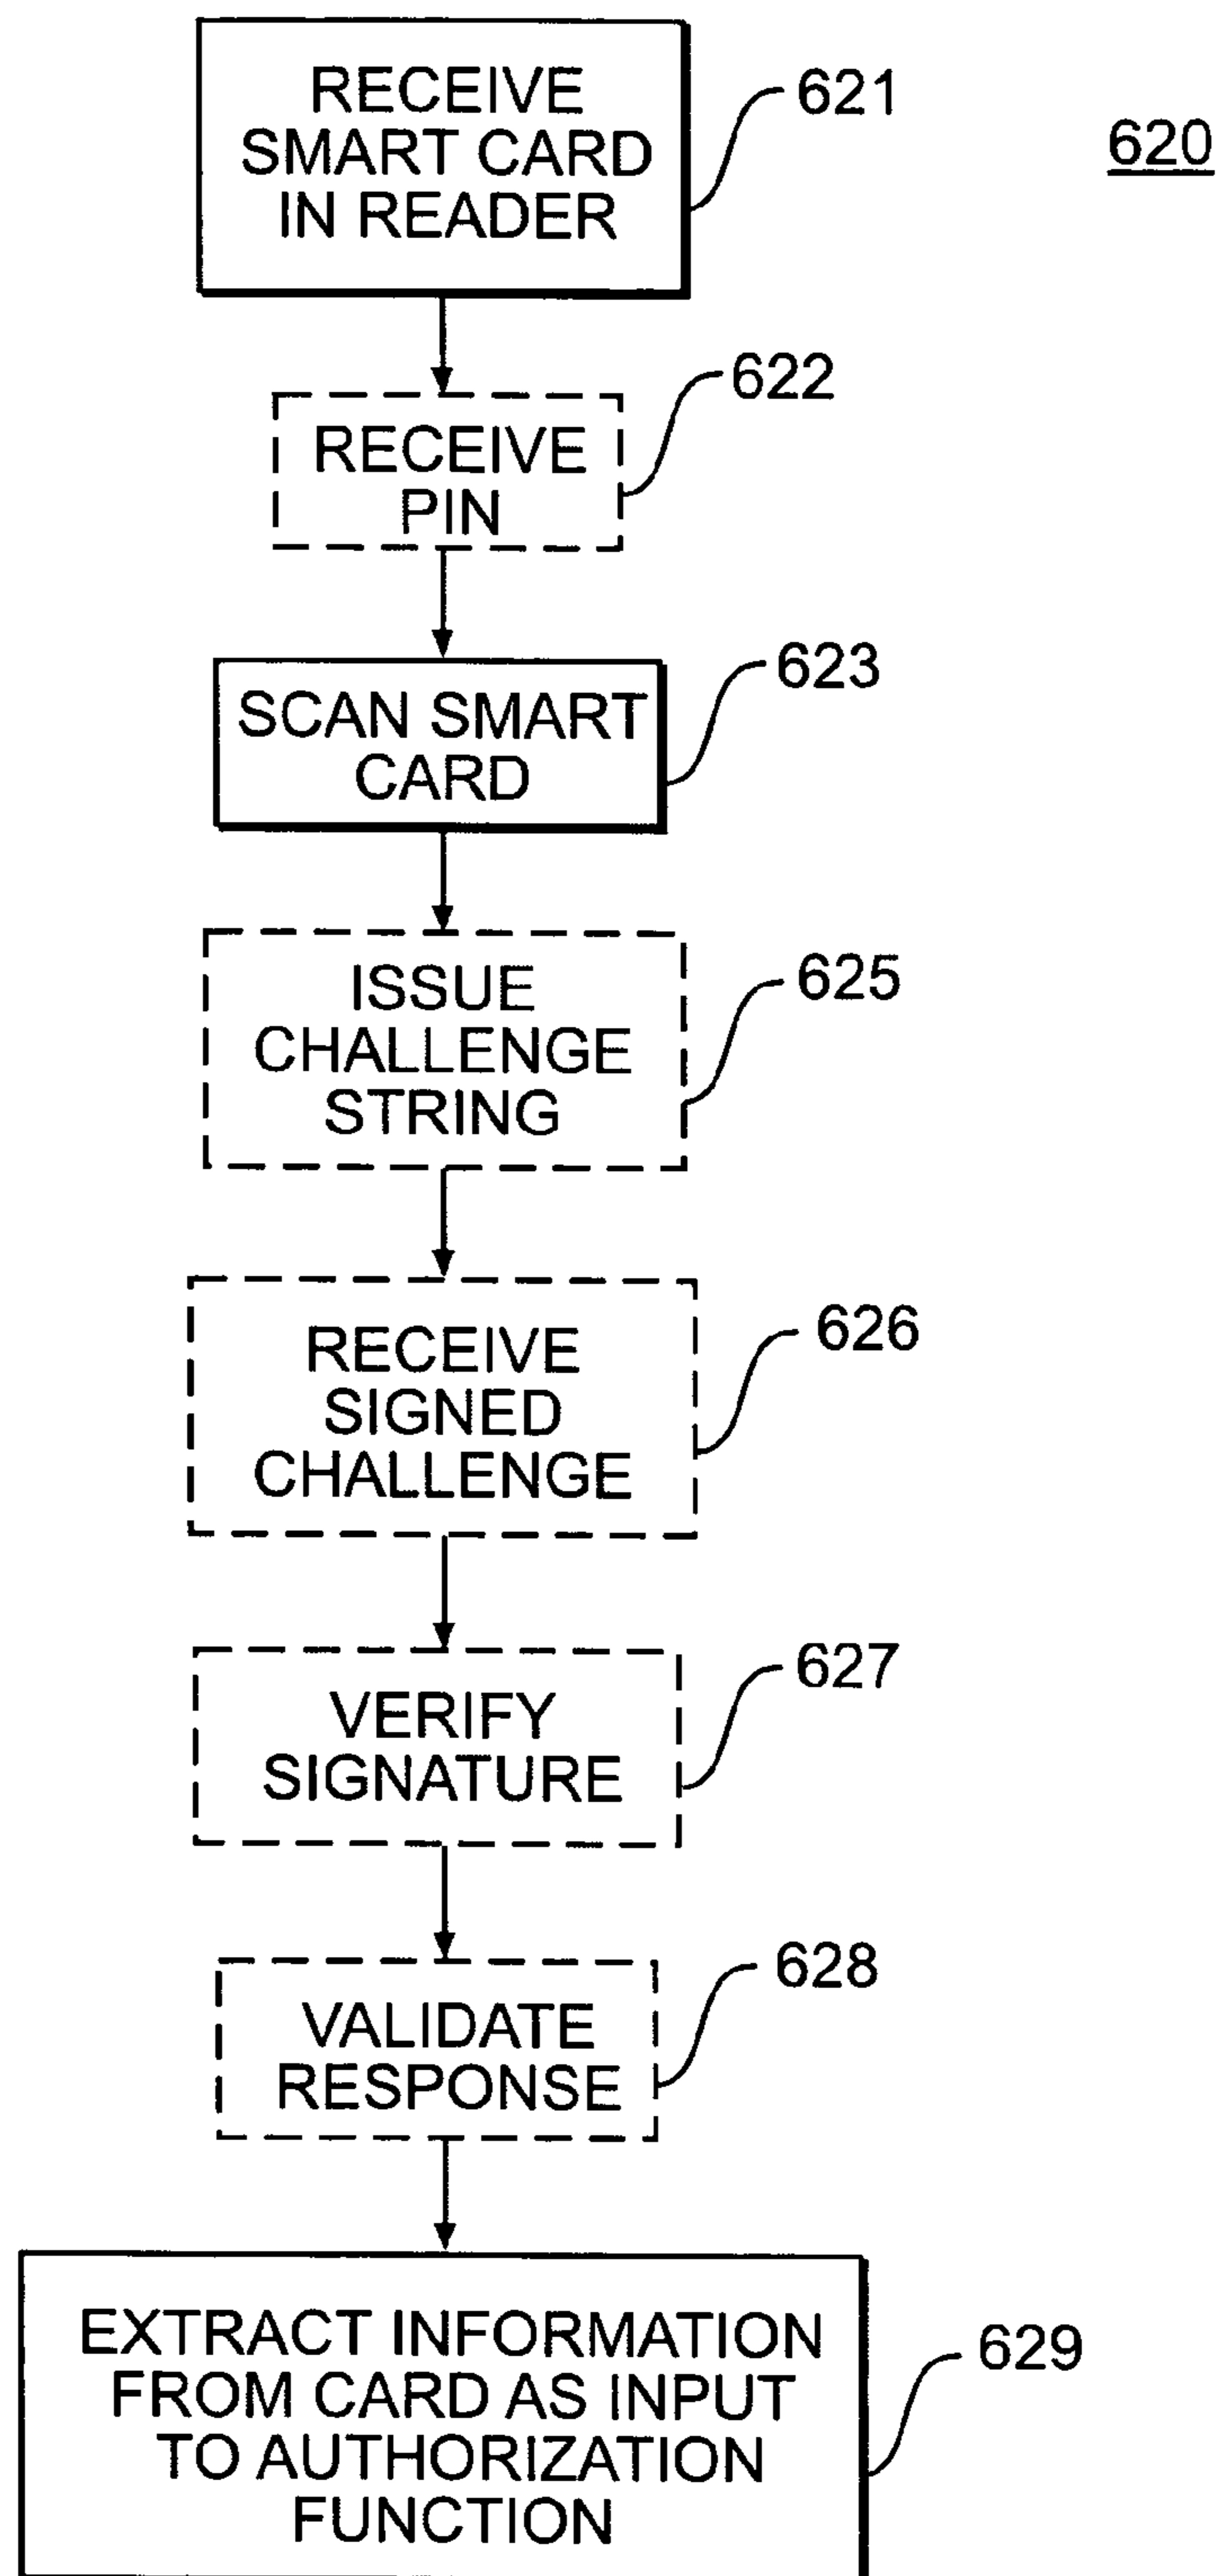 RECEIVE
SMART CARD
IN READER
621
620
622
RECEIVE
PIN
623
SCAN SMART
CARD
625
ISSUE
CHALLENGE
STRING
626
RECEIVE
SIGNED
CHALLENGE
627
VERIFY
SIGNATURE
628
VALIDATE
RESPONSE
629
EXTRACT INFORMATION
FROM CARD AS INPUT
TO AUTHORIZATION
FUNCTION